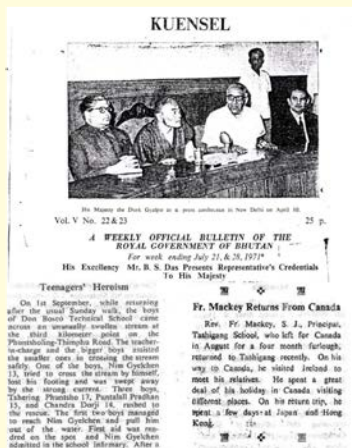 KUENSEL
His Majesty the Druk Gyalpo at a press conference in New Delhi on April 10.
Vol. V No. 22 & 23
25 p.
A WEEKLY OFFICIAL BULLETIN OF THE
ROYAL GOVERNMENT OF BHUTAN
For week ending July 21, & 28, 1971*
His Excellency Mr. B. S. Das Presents Representative's Credentials
To His Majesty
Teenagers' Heroism
On 1st September, while returning
after the usual Sunday walk, the boys
of Don Bosco Technical School came
across an unusually swollen stream at
the third kilometer point on the
Phuntsholing-Thimphu Road. The teacher-
in-charge and the bigger boys assisted
the smaller ones in crossing the stream
safely. One of the boys, Nim Gyelchen
13, tried to cross the stream by himself,
lost his footing and was swept away
by the strong current. Three boys,
Tshering Phuntsho 17, Puntshall Pradhan
15, and Chandra Dorji 14, rushed to
the rescue. The first two boys managed
to reach Nim Gyelchen and pull him
out of the water. First aid was ren-
dred on the spot and Nim Gyelchen
admitted in the school infirmary. After a
Fr. Mackey Returns From Canada
Rev. Fr. Mackey, S. J., Principal,
Tashigang School, who left for Canada
in August for a four month furlough,
returned to Tashigang recently. On his
way to Canada, he visited Ireland to
meet his relatives. He spent a great
deal of his holiday in Canada visiting
different places. On his return trip, he
spent a few days at Japan and Hong
Kong.